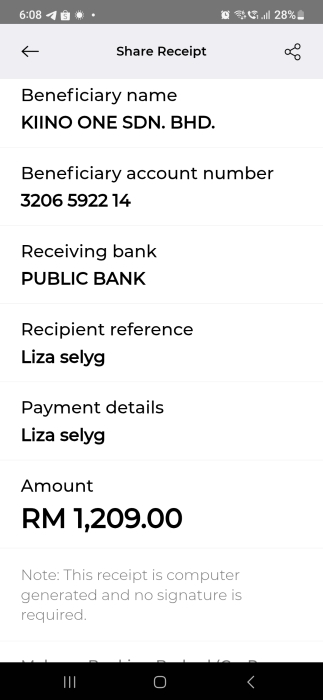 6:08
28%
Share Receipt
Beneficiary name
KIINO ONE SDN. BHD.
Beneficiary account number
3206 5922 14
Receiving bank
PUBLIC BANK
Recipient reference
Liza selyg
Payment details
Liza selyg
Amount
RM 1,209.00
Note: This receipt is computer
generated and no signature is
required.